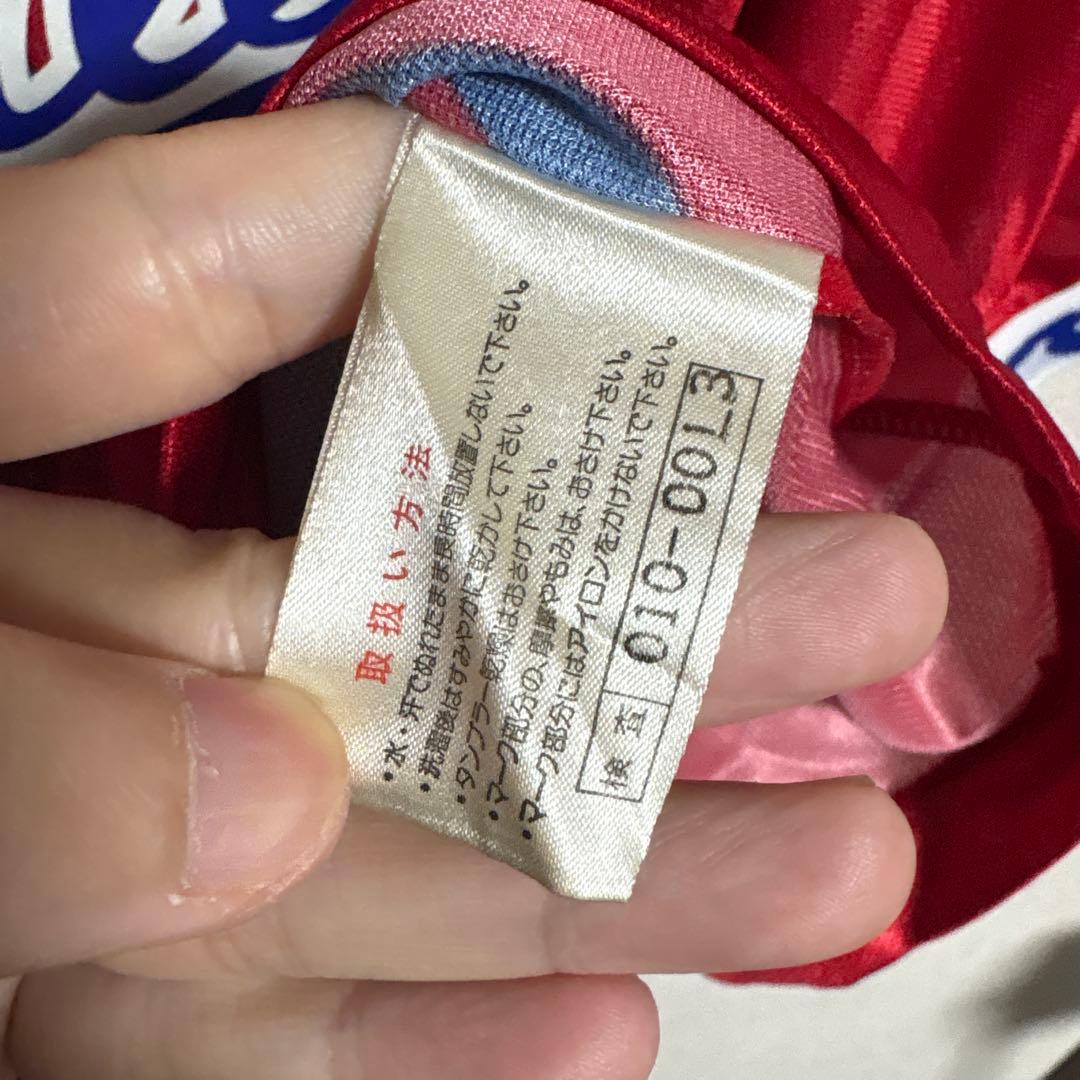 取扱い方法
・水、汗でぬれたまま長時間放置しないで下さい。
・洗濯後はすみやかに乾かして下さい。
・タンブラー乾燥はおさけ下さい。
・マーク部分の、摩擦やもみは、おさけ下さい。
・マーク部分にはアイロンをかけないで下さい。
検査 010-00L3